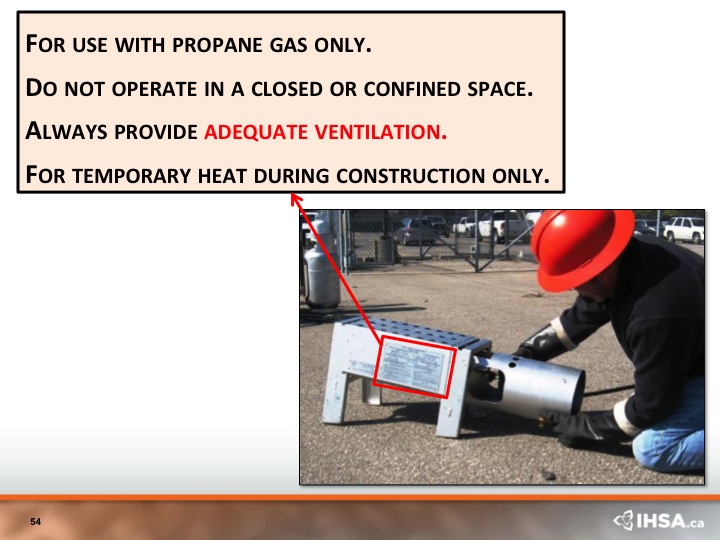 FOR USE WITH PROPANE GAS ONLY.
DO NOT OPERATE IN A CLOSED OR CONFINED SPACE.
ALWAYS PROVIDE ADEQUATE VENTILATION.
FOR TEMPORARY HEAT DURING CONSTRUCTION ONLY.
54
IHSA.ca